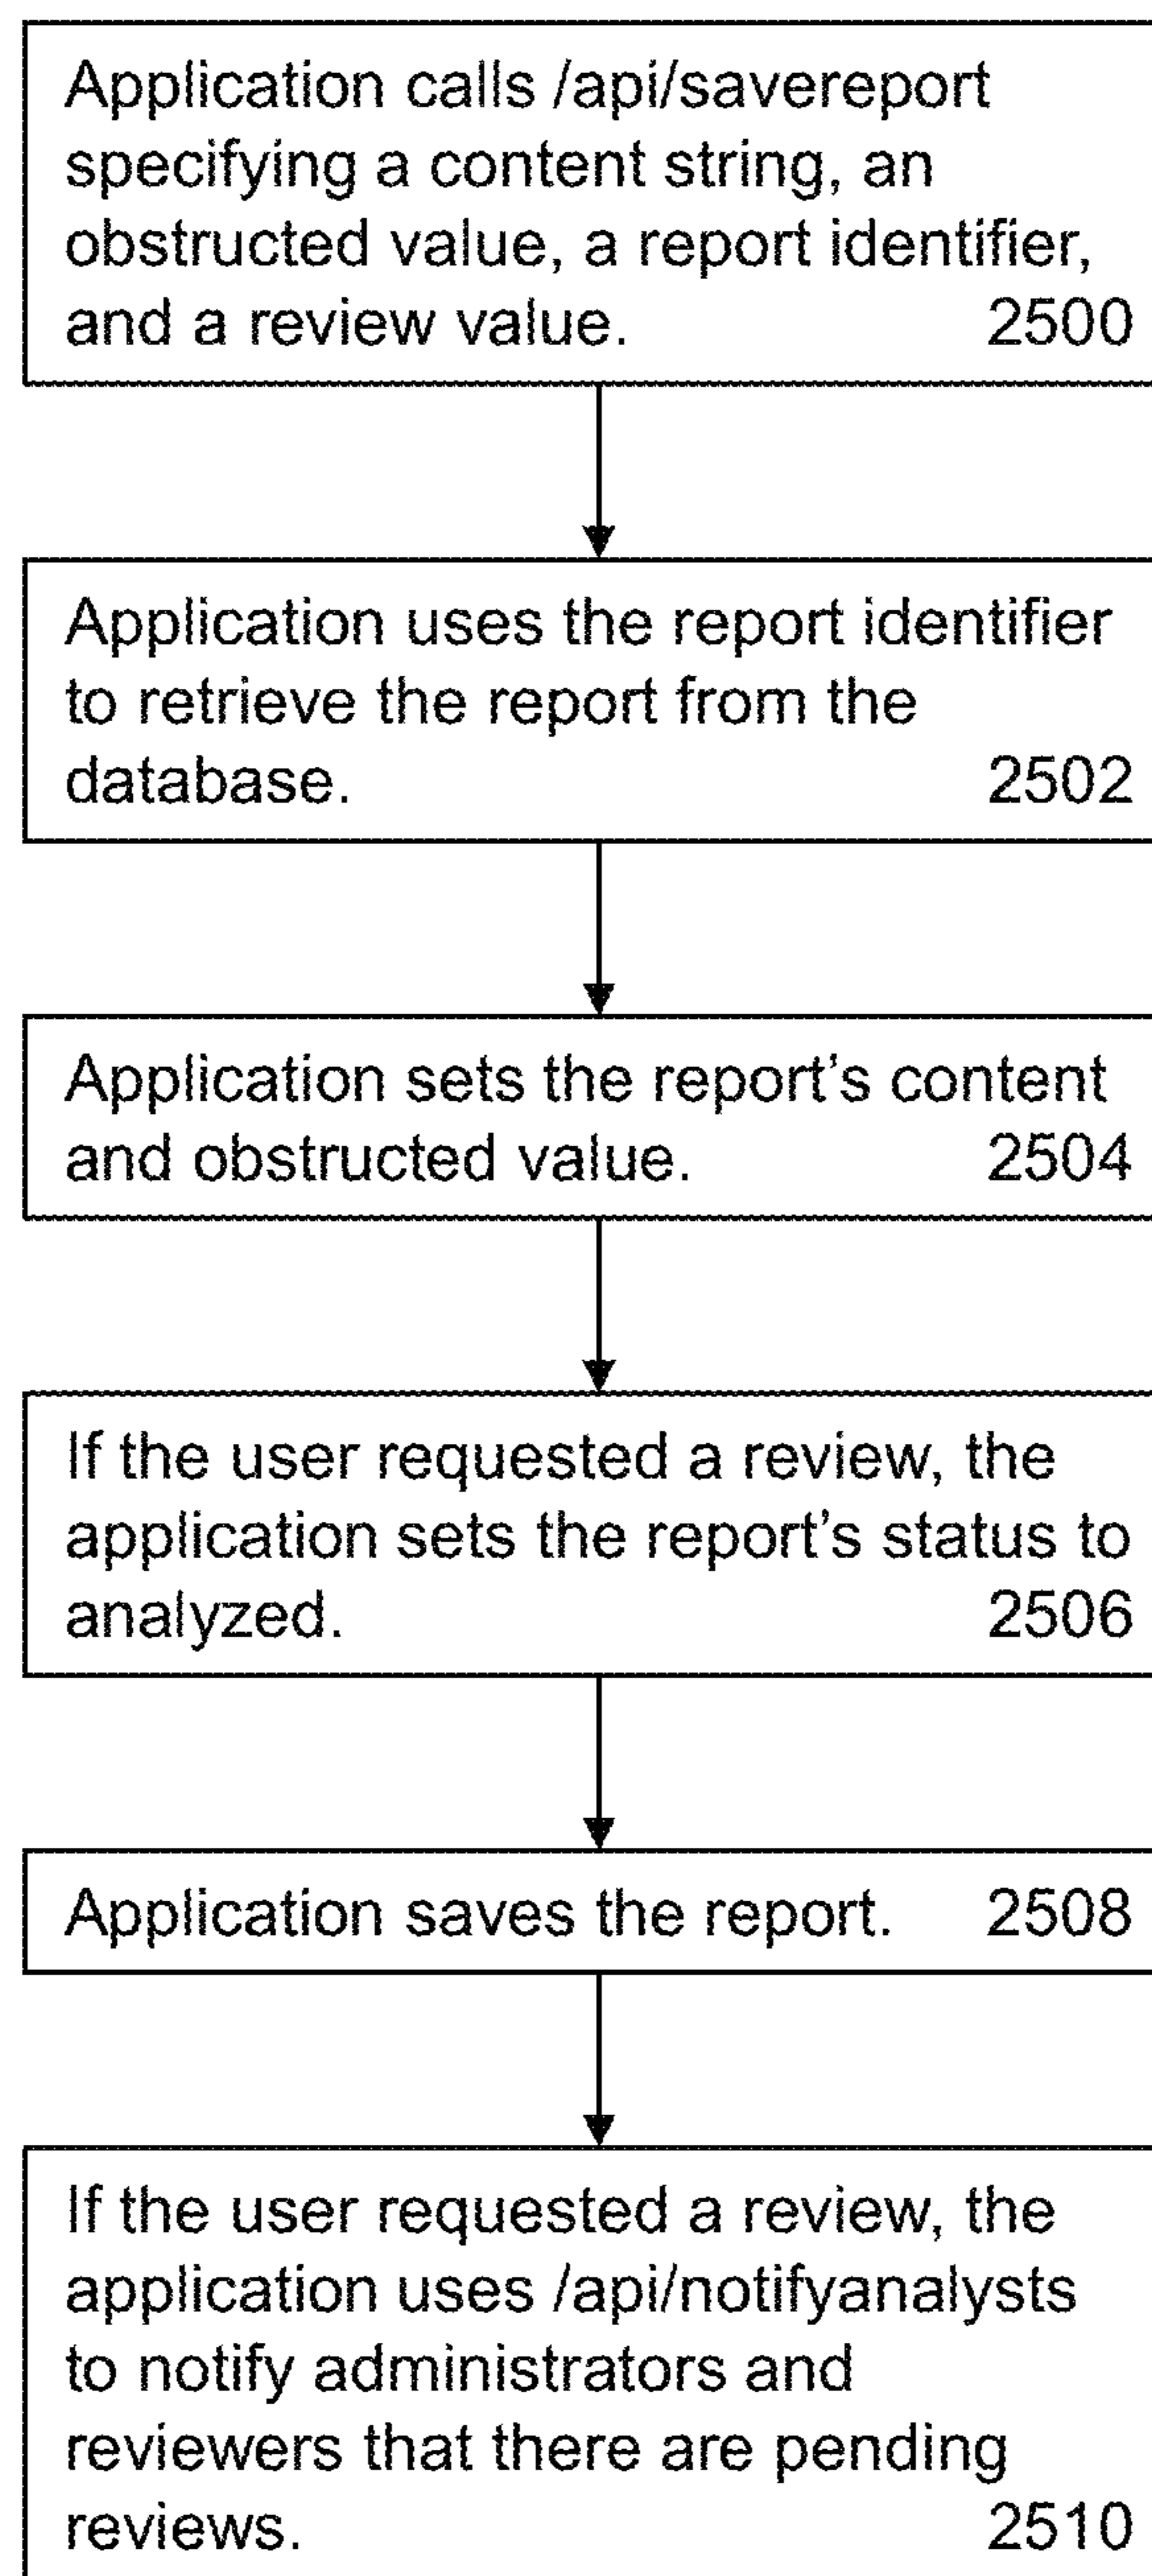 Application calls /api/savereport
specifying a content string, an
obstructed value, a report identifier,
and a review value. 2500
Application uses the report identifier
to retrieve the report from the
database. 2502
Application sets the report's content
and obstructed value. 2504
If the user requested a review, the
application sets the report's status to
analyzed. 2506
Application saves the report. 2508
If the user requested a review, the
application uses /api/notifyanalysts
to notify administrators and
reviewers that there are pending
reviews. 2510